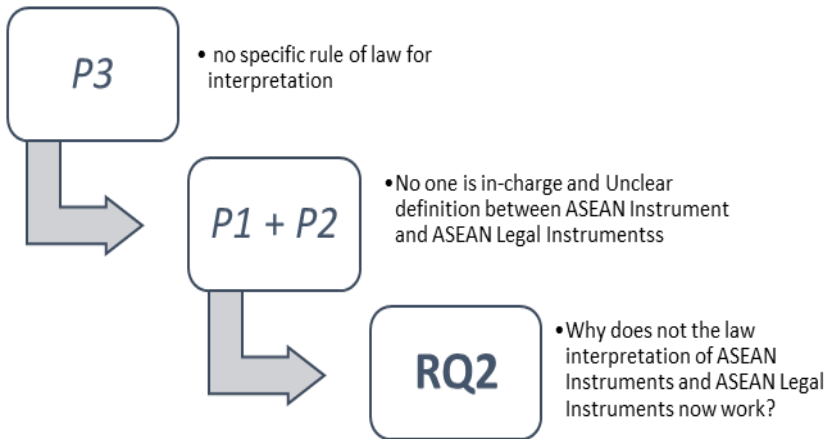 P3
• no specific rule of law for
interpretation
P1 + P2
•No one is in-charge and Unclear
definition between ASEAN Instrument
and ASEAN Legal Instrumentss
RQ2
•Why does not the law
interpretation of ASEAN
Instruments and ASEAN Legal
Instruments now work?